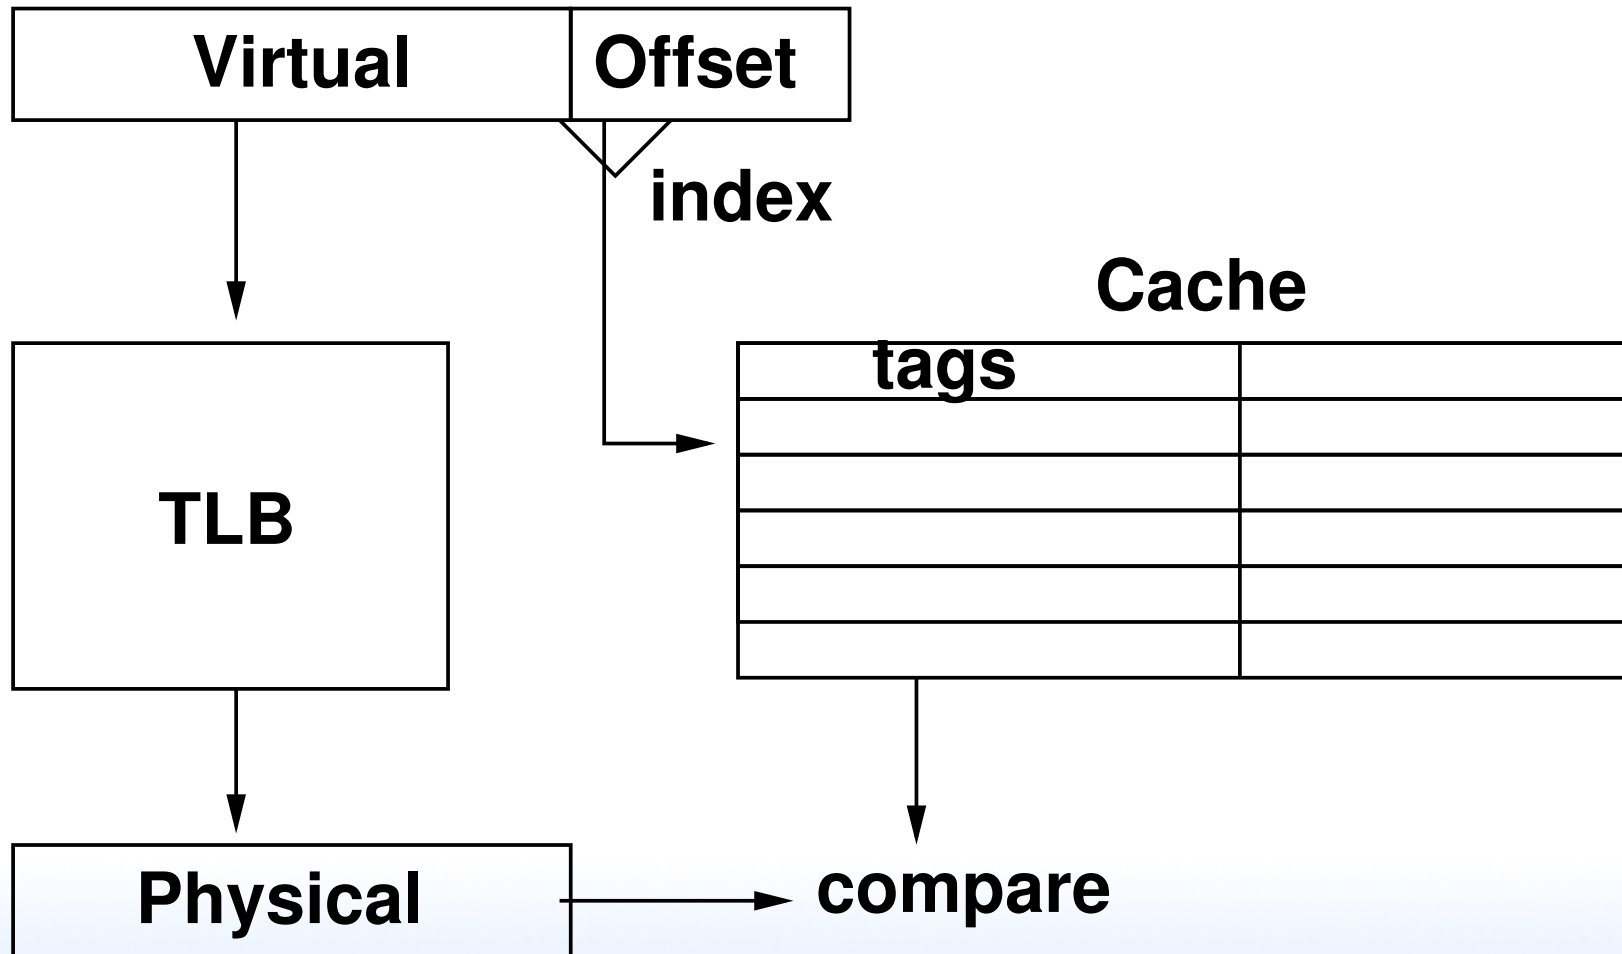 Virtual Offset
index
Cache
tags
TLB
Physical
compare